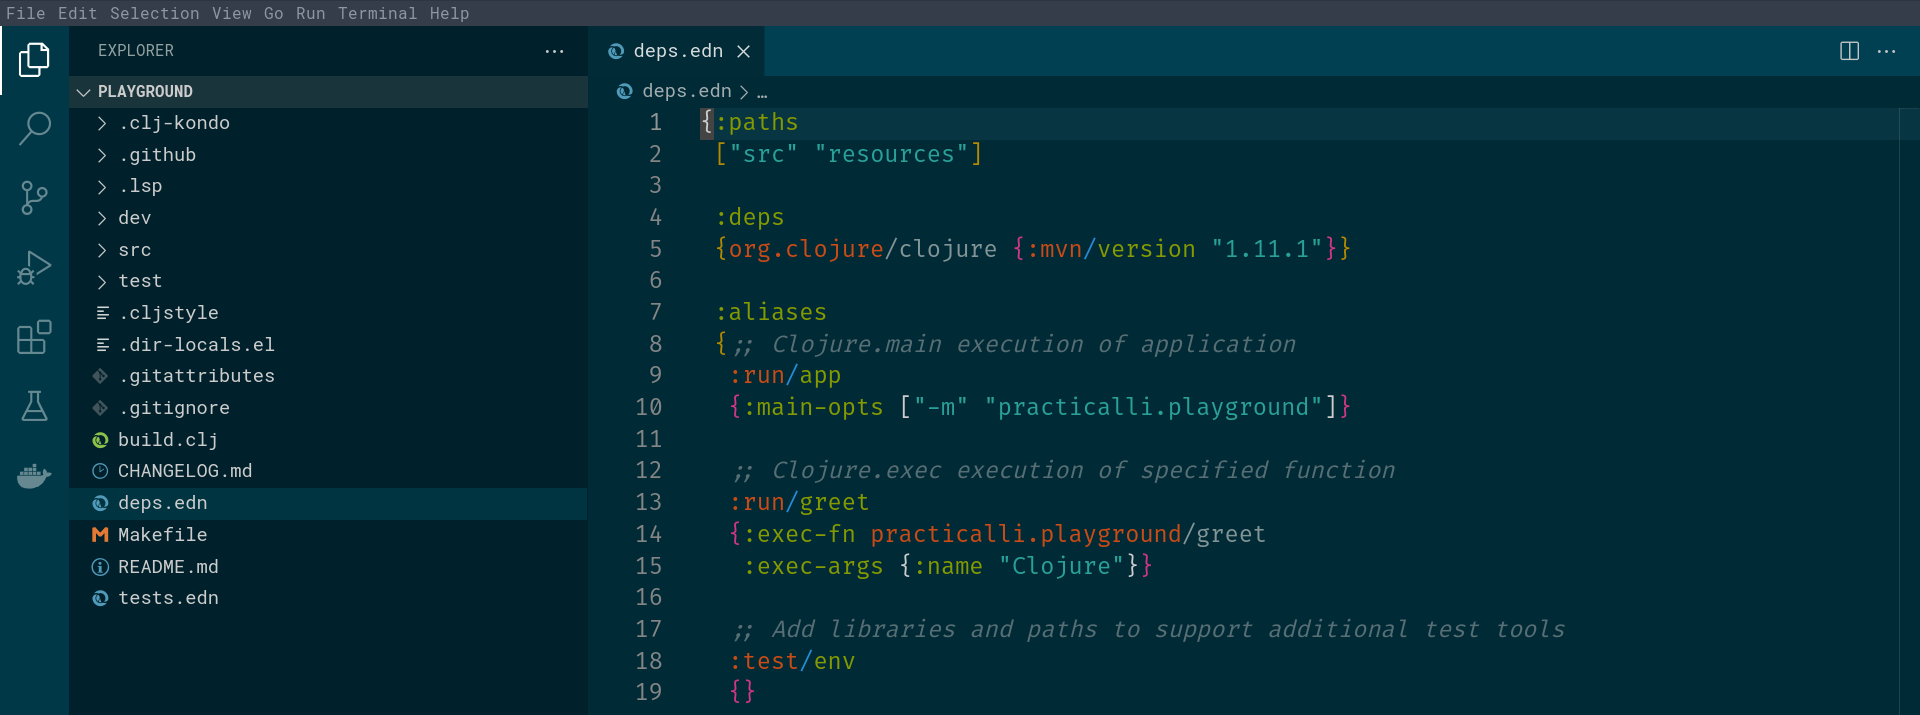 File Edit Selection View Go Run Terminal Help
EXPLORER
PLAYGROUND
.clj-kondo
.github
.lsp
dev
src
test
.cljstyle
.dir-locals.el
.gitattributes
.gitignore
build.clj
CHANGELOG.md
deps.edn
Makefile
README.md
tests.edn
deps.edn
deps.edn > …
1 {:paths
2 ["src" "resources"]
3
4 :deps
5 {org.clojure/clojure {:mvn/version "1.11.1"}}
6
7 :aliases
8 {;; Clojure.main execution of application
9 :run/app
10 {:main-opts ["-m" "practicalli.playground"]}
11
12 ;; Clojure.exec execution of specified function
13 :run/greet
14 {:exec-fn practicalli.playground/greet
15 :exec-args {:name "Clojure"}}
16
17 ;; Add libraries and paths to support additional test tools
18 :test/env
19 {}